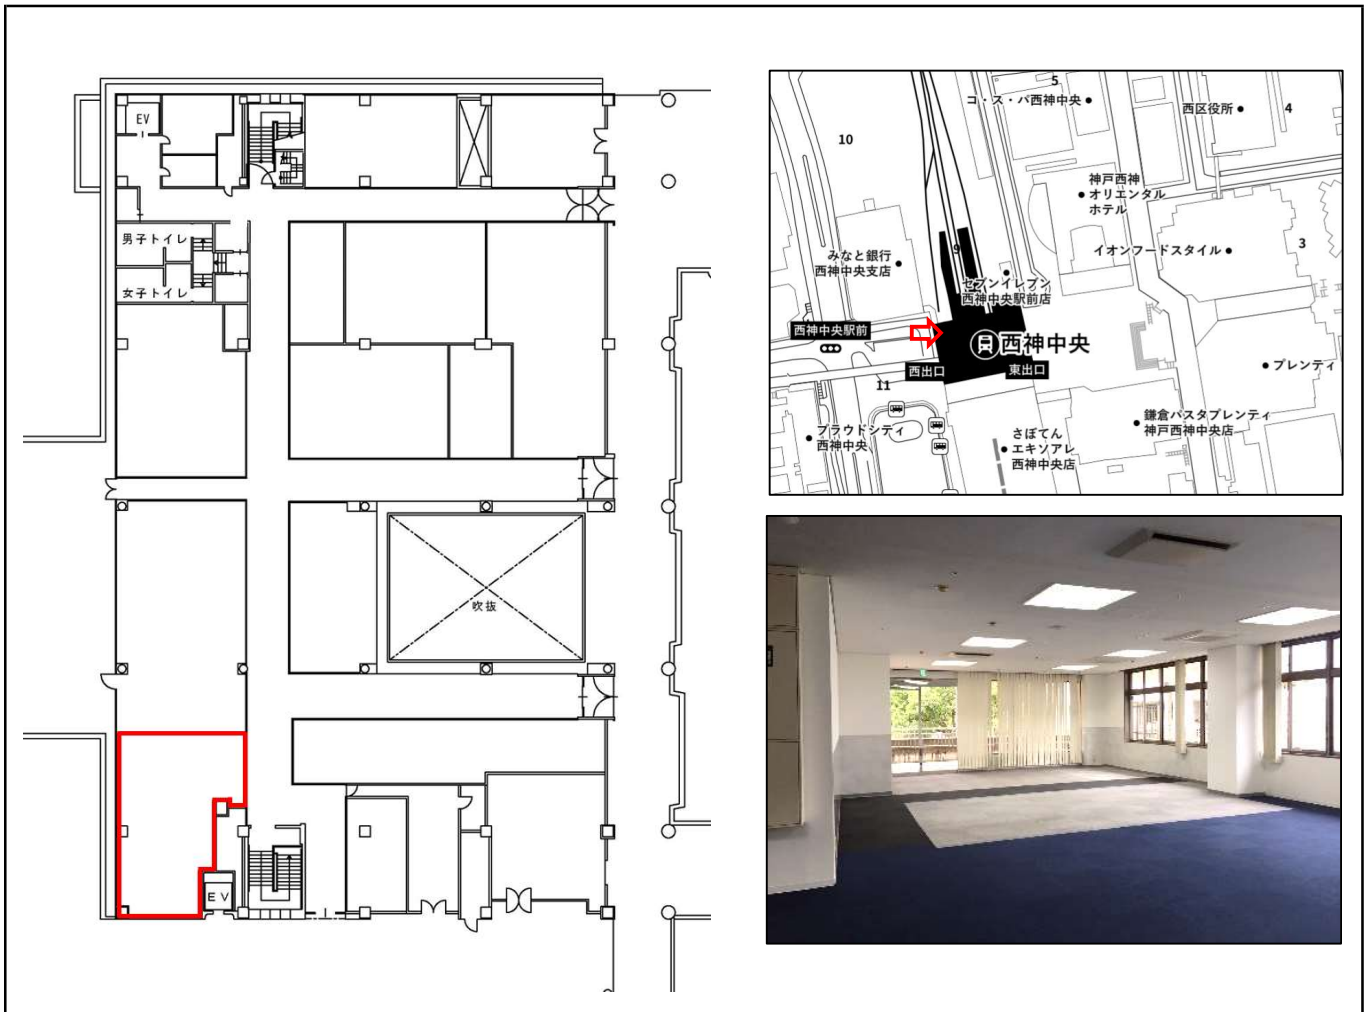 EV
男子トイレ
女子トイレ
吹抜
EV
5
コ・ス・パ西神中央
西区役所
4
10
神戸西神
オリエンタル
ホテル
みなと銀行
西神中央支店
9
イオンフードスタイル
3
セブンイレブン
西神中央駅前店
西神中央駅前
西神中央
西出口
東出口
プレンティ
11
プラウドシティ
西神中央
さぼてん
エキソアレ
西神中央店
鎌倉パスタプレンティ
神戸西神中央店